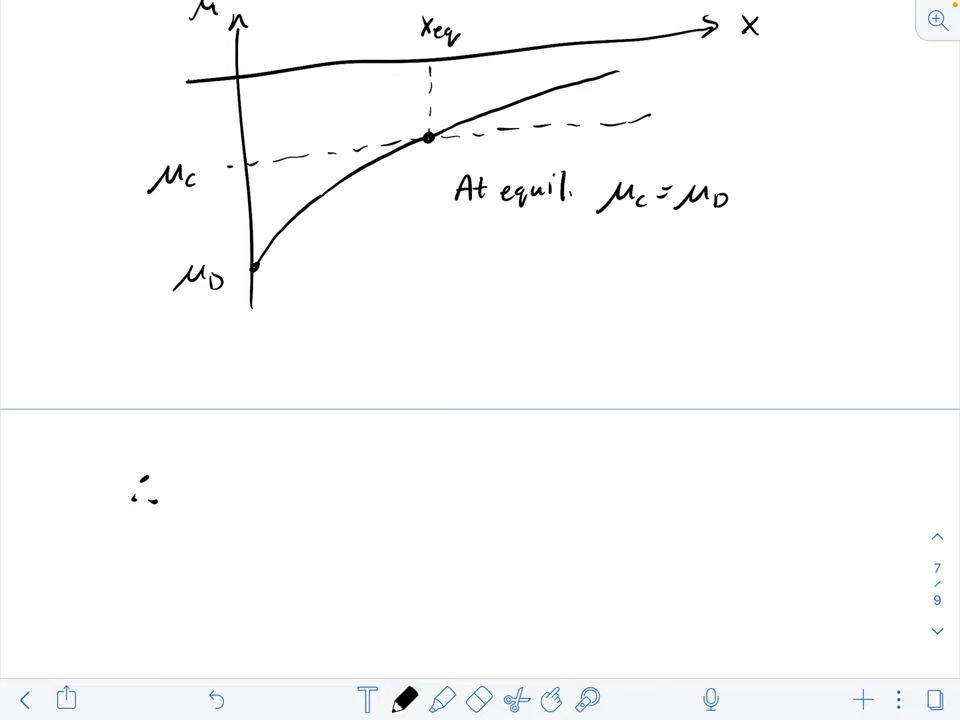 μ
x_eq
x
μ_C
At equil. μ_C = μ_D
μ_D
∴
7
/
9
T